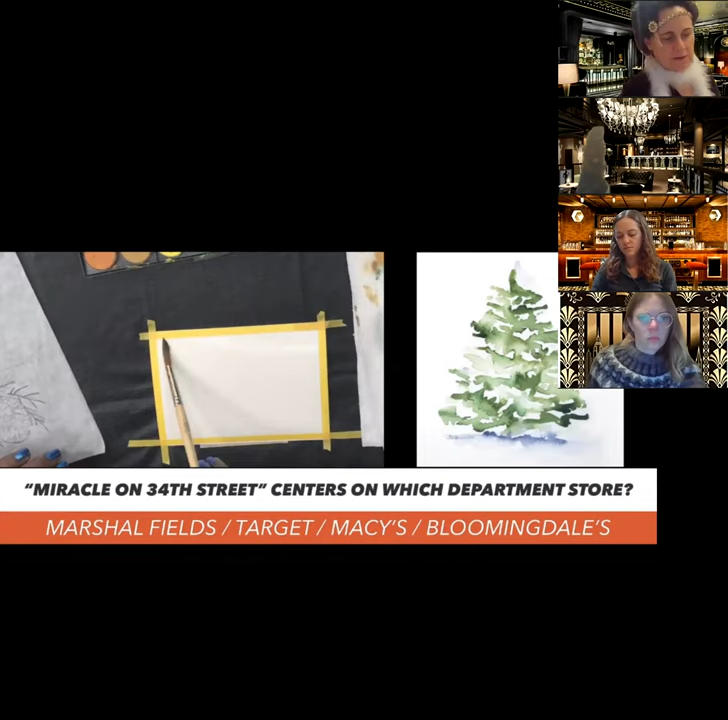 “MIRACLE ON 34TH STREET” CENTERS ON WHICH DEPARTMENT STORE?
MARSHAL FIELDS / TARGET / MACY’S / BLOOMINGDALE’S